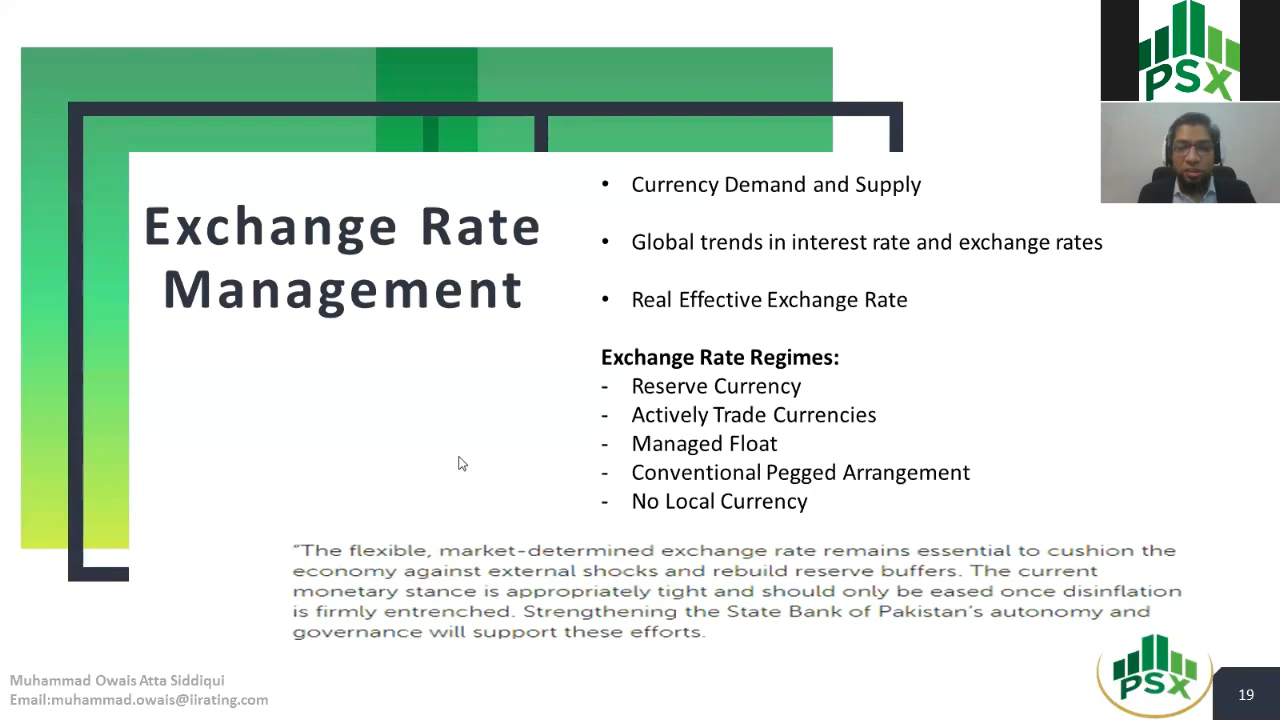 PSX
Exchange Rate
Management
• Currency Demand and Supply
• Global trends in interest rate and exchange rates
• Real Effective Exchange Rate
Exchange Rate Regimes:
- Reserve Currency
- Actively Trade Currencies
- Managed Float
- Conventional Pegged Arrangement
- No Local Currency
"The flexible, market-determined exchange rate remains essential to cushion the
economy against external shocks and rebuild reserve buffers. The current
monetary stance is appropriately tight and should only be eased once disinflation
is firmly entrenched. Strengthening the State Bank of Pakistan's autonomy and
governance will support these efforts.
Muhammad Owais Atta Siddiqui
Email:muhammad.owais@iirating.com
PSX
19